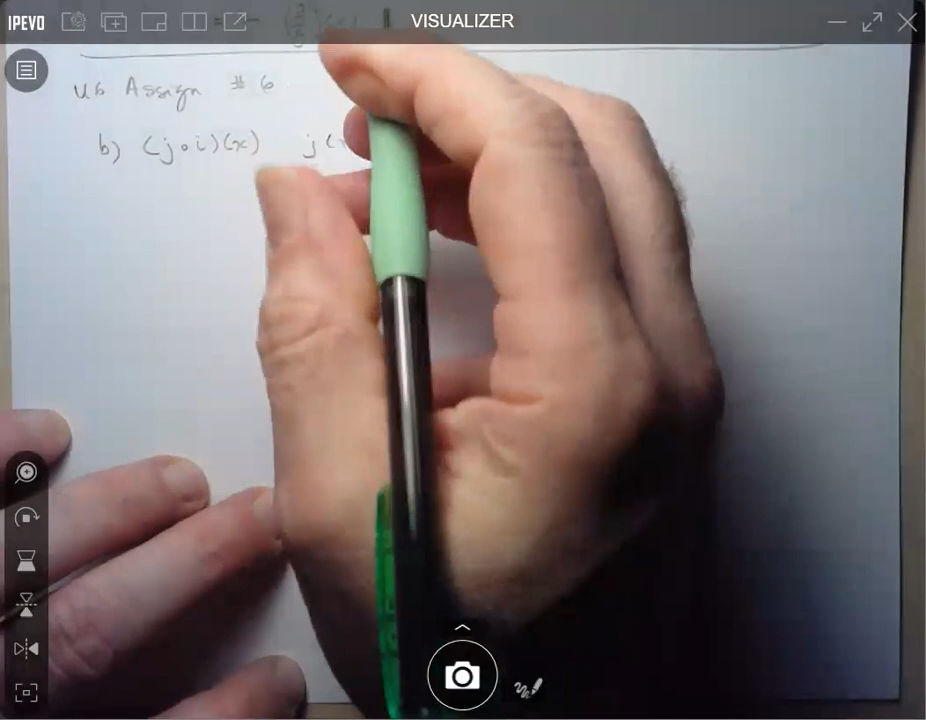 IPEVO
VISUALIZER
U6 Assign # 6
b) (j∘i)(x) j(